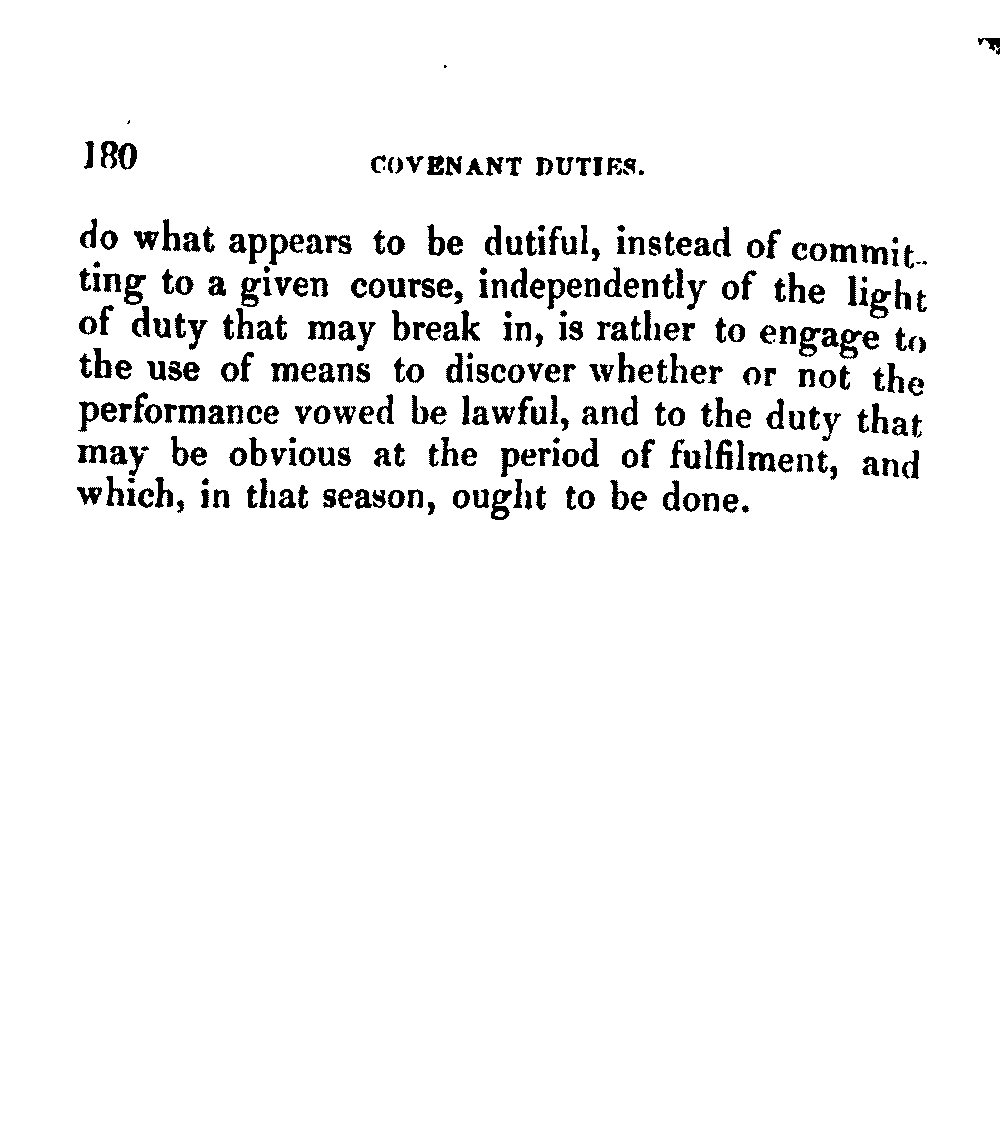 180 COVENANT DUTIES.
do what appears to be dutiful, instead of commit-
ting to a given course, independently of the light
of duty that may break in, is rather to engage to
the use of means to discover whether or not the
performance vowed be lawful, and to the duty that
may be obvious at the period of fulfilment, and
which, in that season, ought to be done.